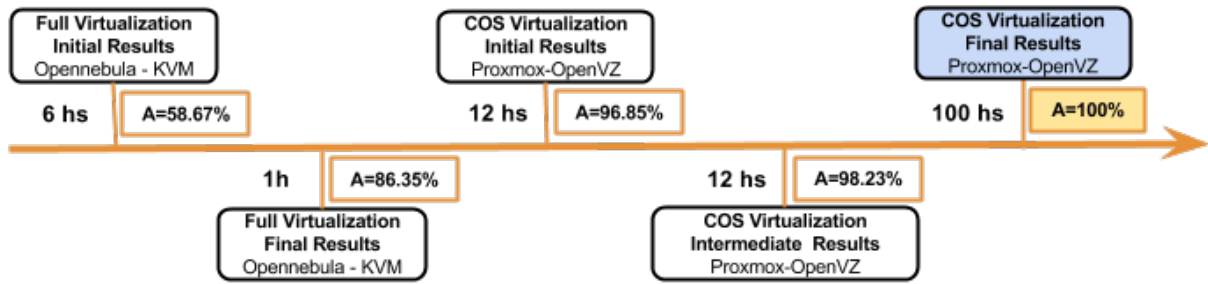 Full Virtualization
Initial Results
Opennebula - KVM
6 hs
A=58.67%
Full Virtualization
Final Results
Opennebula - KVM
1h
A=86.35%
COS Virtualization
Initial Results
Proxmox-OpenVZ
12 hs
A=96.85%
COS Virtualization
Intermediate Results
Proxmox-OpenVZ
12 hs
A=98.23%
COS Virtualization
Final Results
Proxmox-OpenVZ
100 hs
A=100%